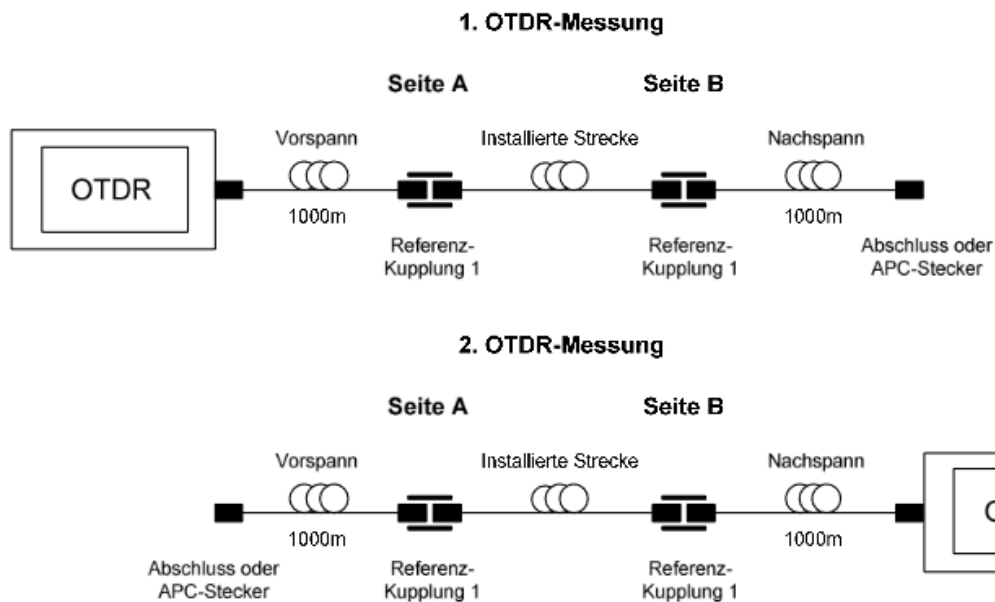 1. OTDR-Messung
Seite A
Seite B
Vorspann
Installierte Strecke
Nachspann
OTDR
1000m
1000m
Referenz-
Kupplung 1
Referenz-
Kupplung 1
Abschluss oder
APC-Stecker
2. OTDR-Messung
Seite A
Seite B
Vorspann
Installierte Strecke
Nachspann
1000m
1000m
Abschluss oder
APC-Stecker
Referenz-
Kupplung 1
Referenz-
Kupplung 1